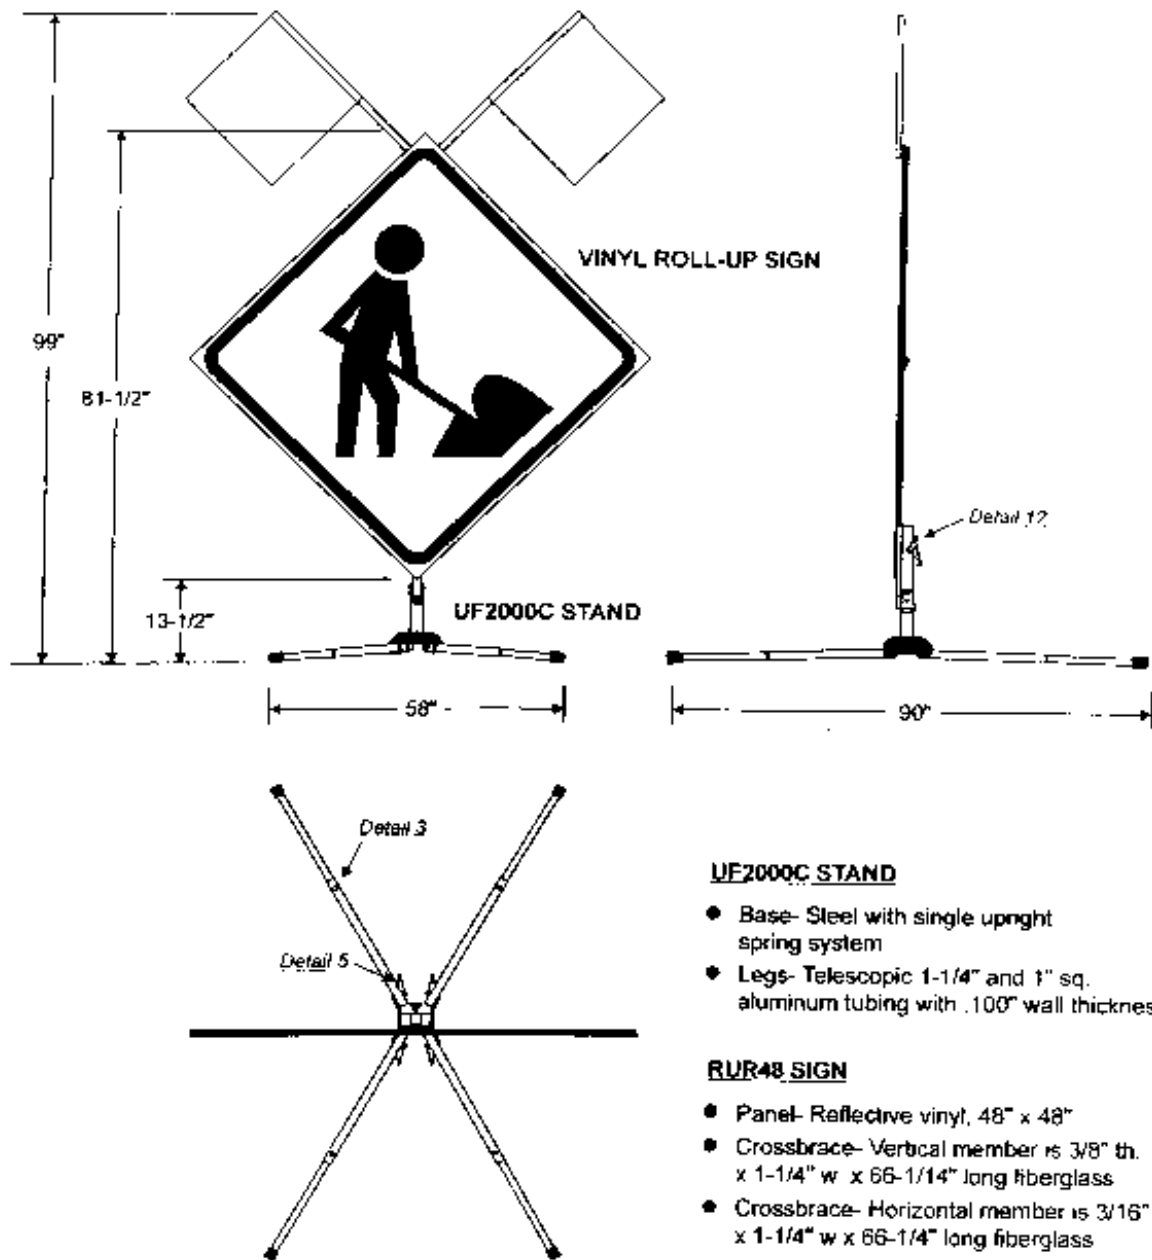 VINYL ROLL-UP SIGN
99"
81-1/2"
Detail 12
13-1/2"
UF2000C STAND
58"
90"
Detail 3
Detail 5
UF2000C STAND
Base- Steel with single upright
spring system
Legs- Telescopic 1-1/4" and 1" sq.
aluminum tubing with .100" wall thicknes
RUR48 SIGN
Panel- Reflective vinyl, 48" x 48"
Crossbrace- Vertical member is 3/8" th.
x 1-1/4" w x 66-1/14" long fiberglass
Crossbrace- Horizontal member is 3/16"
x 1-1/4" w x 66-1/4" long fiberglass